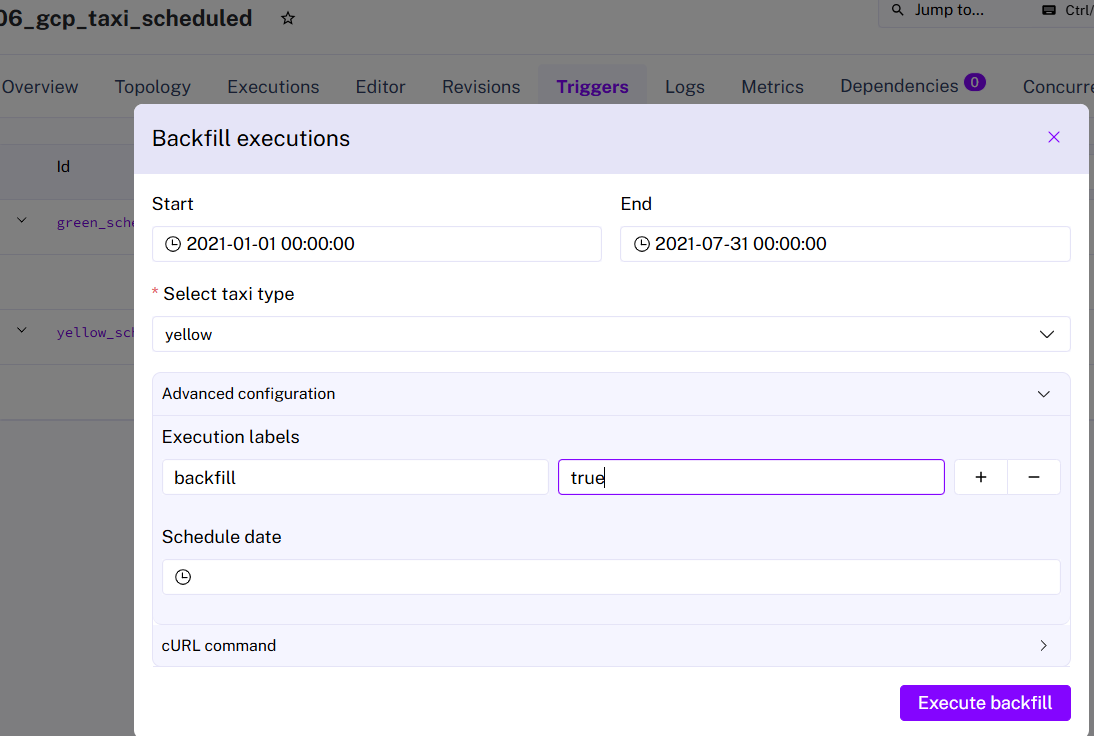 06_gcp_taxi_scheduled
Jump to... Ctrl/
Overview Topology Executions Editor Revisions Triggers Logs Metrics Dependencies 0 Concurre
Backfill executions
Id
Start End
green_sche
2021-01-01 00:00:00 2021-07-31 00:00:00
* Select taxi type
yellow_sch
yellow
Advanced configuration
Execution labels
backfill true + −
Schedule date
cURL command
Execute backfill